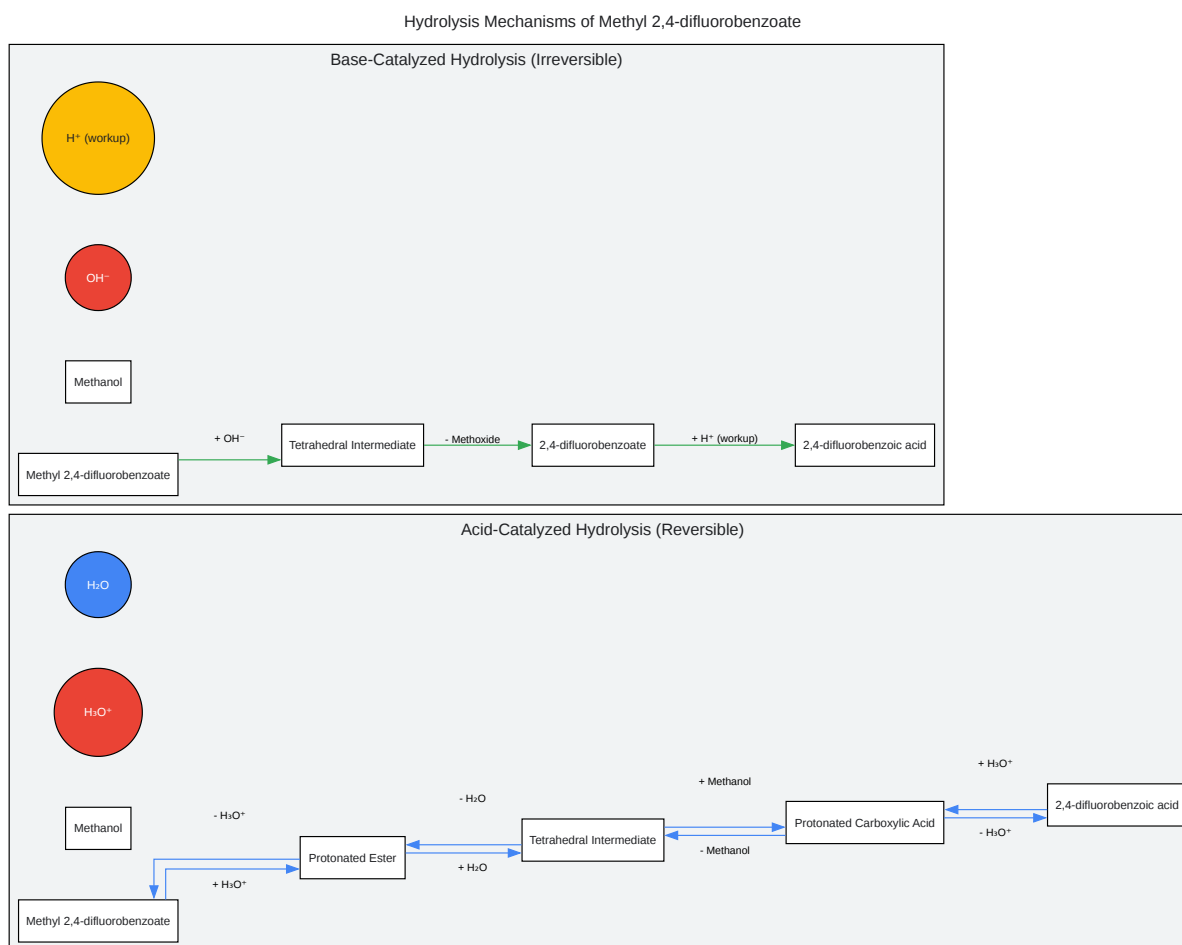 Hydrolysis Mechanisms of Methyl 2,4-difluorobenzoate
Base-Catalyzed Hydrolysis (Irreversible)
H⁺ (workup)
OH⁻
Methanol
Methyl 2,4-difluorobenzoate
+ OH⁻
Tetrahedral Intermediate
- Methoxide
2,4-difluorobenzoate
+ H⁺ (workup)
2,4-difluorobenzoic acid
Acid-Catalyzed Hydrolysis (Reversible)
H₂O
H₃O⁺
Methanol
Methyl 2,4-difluorobenzoate
- H₃O⁺
+ H₃O⁺
Protonated Ester
- H₂O
+ H₂O
Tetrahedral Intermediate
+ Methanol
- Methanol
Protonated Carboxylic Acid
+ H₃O⁺
- H₃O⁺
2,4-difluorobenzoic acid